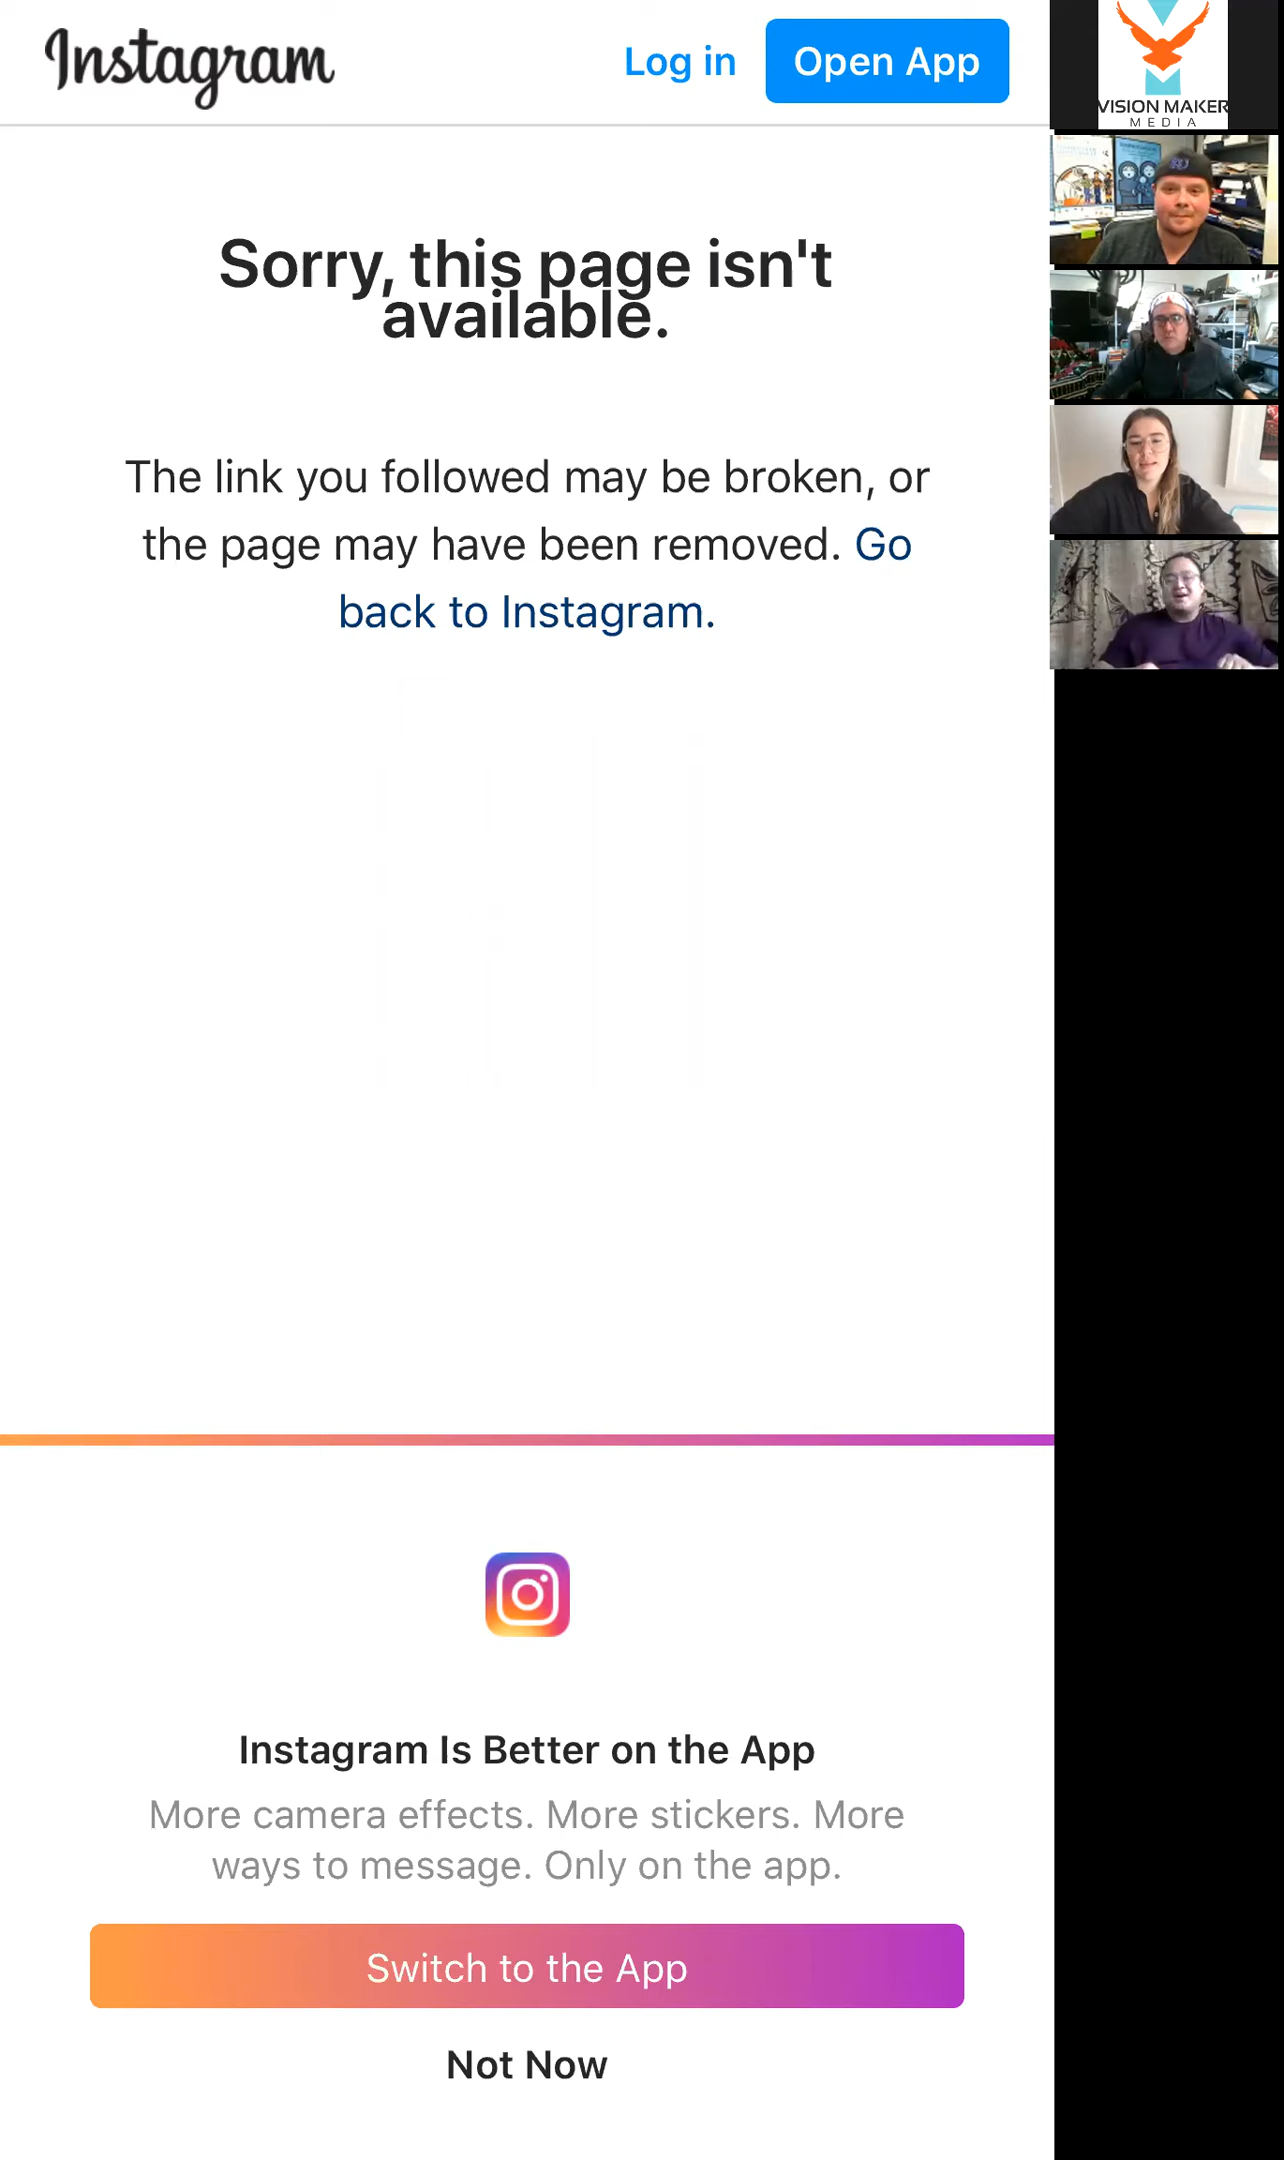 Instagram
Log in
Open App
VISION MAKER
MEDIA
Sorry, this page isn't
available.
The link you followed may be broken, or
the page may have been removed. Go
back to Instagram.
Instagram Is Better on the App
More camera effects. More stickers. More
ways to message. Only on the app.
Switch to the App
Not Now